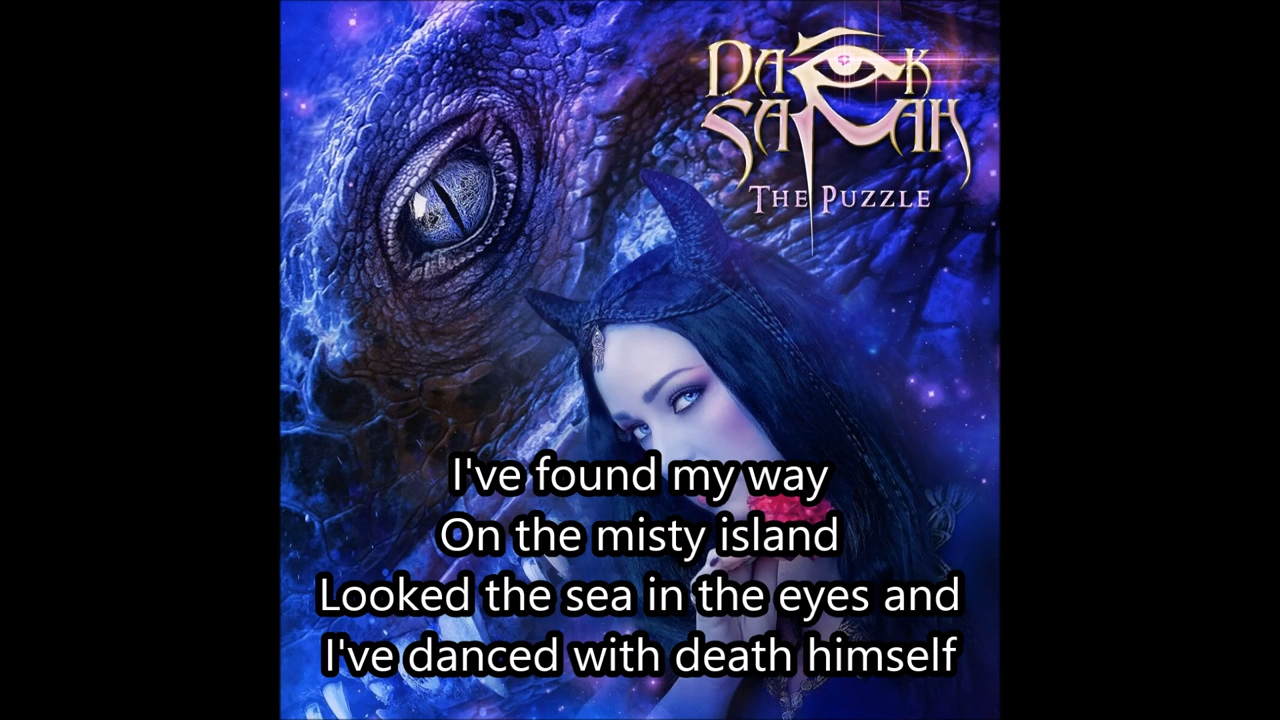 DARK
SARAH
THE PUZZLE
I've found my way
On the misty island
Looked the sea in the eyes and
I've danced with death himself